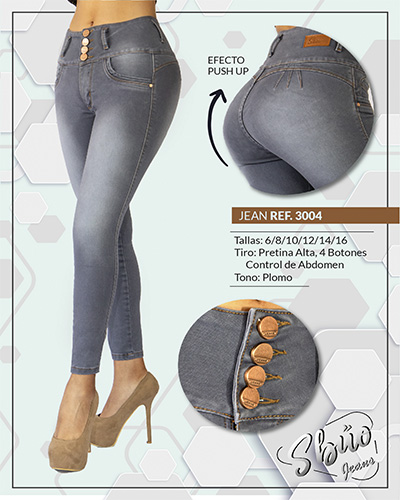 EFECTO
PUSH UP
JEAN REF. 3004
Tallas: 6/8/10/12/14/16
Tiro: Pretina Alta, 4 Botones
Control de Abdomen
Tono: Plomo
Sbüo
Jeans